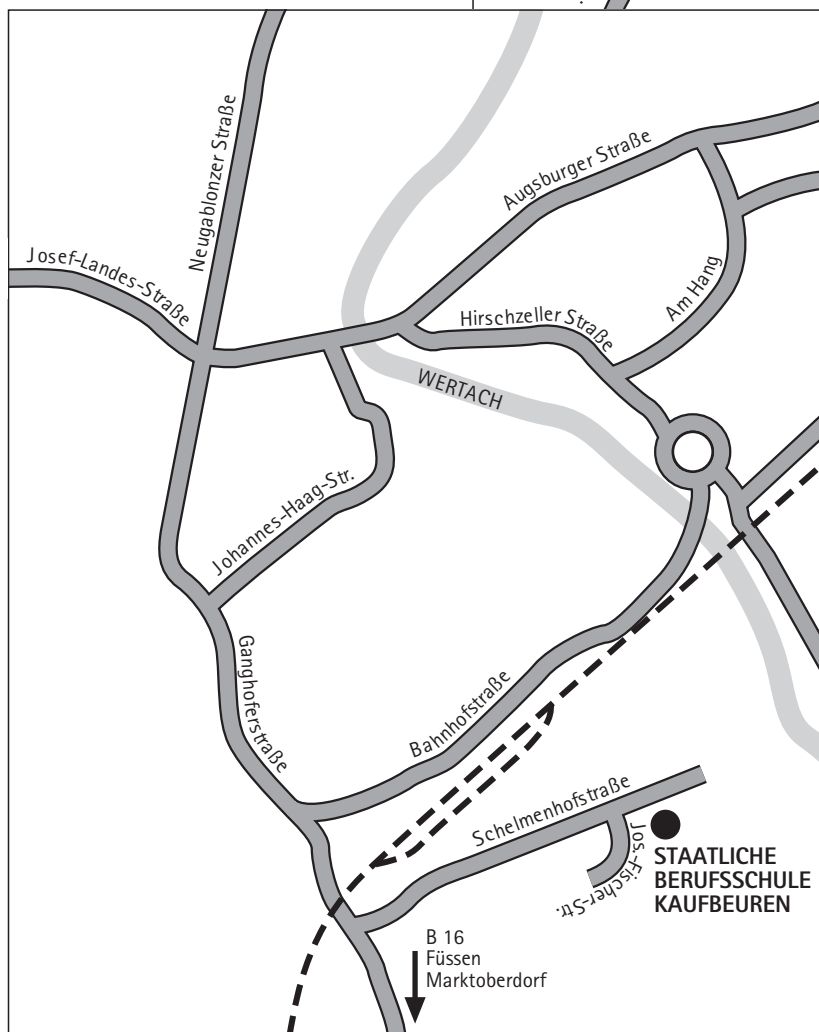 Neugablonzer Straße
Augsburger Straße
Josef-Landes-Straße
Am Hang
Hirschzeller Straße
WERTACH
Johannes-Haag-Str.
Ganghoferstraße
Bahnhofstraße
Schelmenhofstraße
Jos.-Fischer-Str.
STAATLICHE
BERUFSSCHULE
KAUFBEUREN
B 16
Füssen
Marktoberdorf